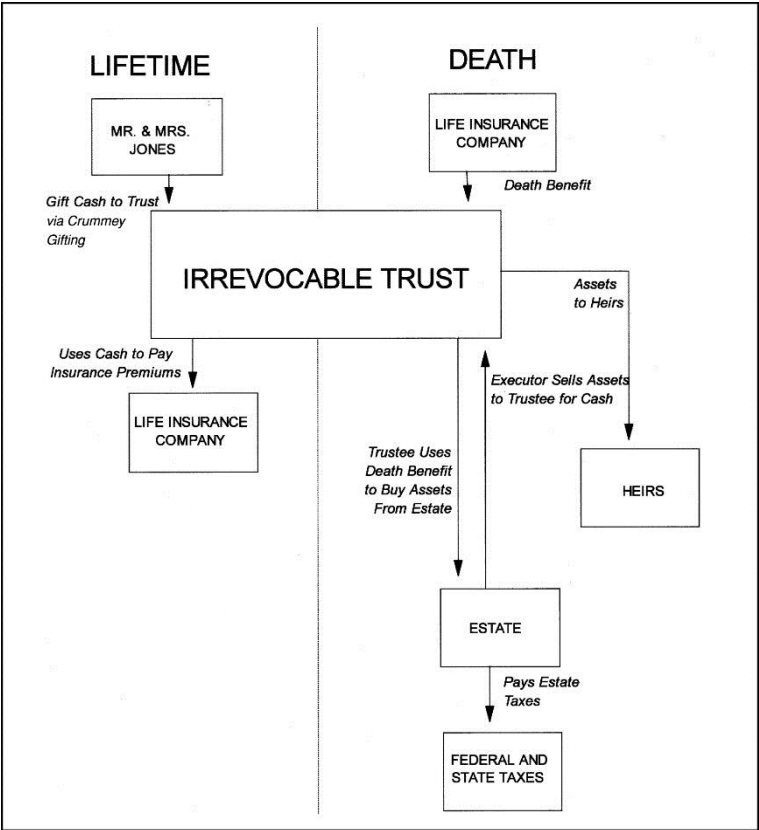 LIFETIME
DEATH
MR. & MRS.
JONES
LIFE INSURANCE
COMPANY
Gift Cash to Trust
via Crummey
Gifting
Death Benefit
IRREVOCABLE TRUST
Assets
to Heirs
Uses Cash to Pay
Insurance Premiums
Executor Sells Assets
to Trustee for Cash
LIFE INSURANCE
COMPANY
Trustee Uses
Death Benefit
to Buy Assets
From Estate
HEIRS
ESTATE
Pays Estate
Taxes
FEDERAL AND
STATE TAXES